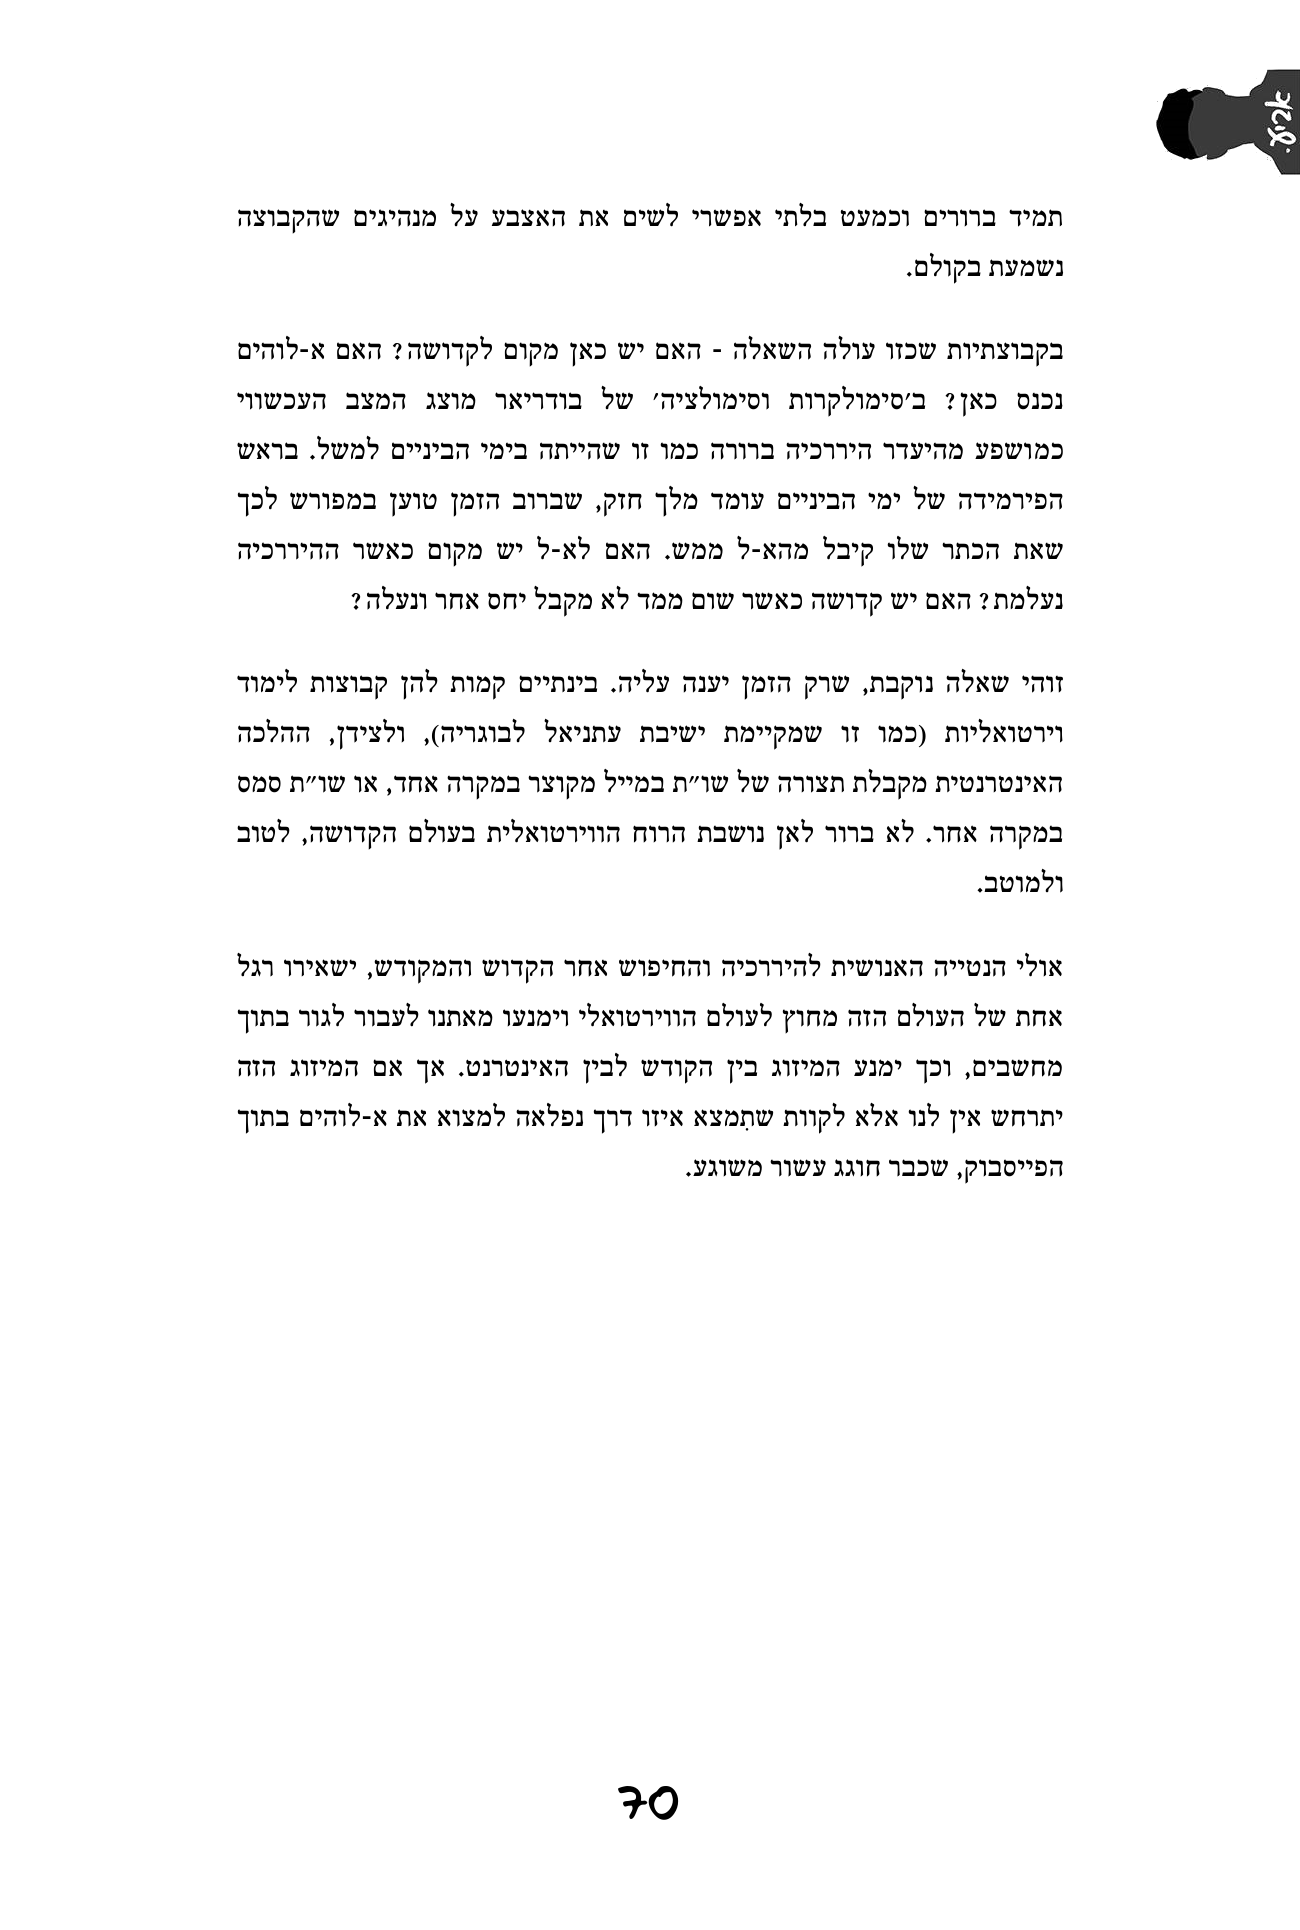 תמיד ברורים וכמעט בלתי אפשרי לשים את האצבע על מנהיגים שהקבוצה
נשמעת בקולם.
בקבוצתיות שכזו עולה השאלה - האם יש כאן מקום לקדושה? האם א-לוהים
נכנס כאן? ב׳סימולקרות וסימולציה׳ של בודריאר מוצג המצב העכשווי
כמושפע מהיעדר היררכיה ברורה כמו זו שהייתה בימי הביניים למשל. בראש
הפירמידה של ימי הביניים עומד מלך חזק, שברוב הזמן טוען במפורש לכך
שאת הכתר שלו קיבל מהא-ל ממש. האם לא-ל יש מקום כאשר ההיוררכיה
נעלמת? האם יש קדושה כאשר שום ממד לא מקבל יחס אחר ונעלה?
זוהי שאלה נוקבת, שרק הזמן יענה עליה. בינתיים קמות להן קבוצות לימוד
וירטואליות (כמו זו שמקיימת ישיבת עתניאל לבוגריה), ולצידן, ההלכה
האינטרנטית מקבלת תצורה של שו״ת במייל מקוצר במקרה אחד, או שו״ת סמס
במקרה אחר. לא ברור לאן נושבת הרוח הווירטואלית בעולם הקדושה, לטוב
ולמוטב.
אולי הנטייה האנושית להיררכיה והחיפוש אחר הקדוש והמקודש, ישאירו רגל
אחת של העולם הזה מחוץ לעולם הווירטואלי וימנעו מאתנו לעבור לגור בתוך
מחשבים, וכך ימנע המיזוג בין הקודש לבין האינטרנט. אך אם המיזוג הזה
יתרחש אין לנו אלא לקוות שתִמצא איזו דרך נפלאה למצוא את א-לוהים בתוך
הפייסבוק, שכבר חוגג עשור משוגע.
70